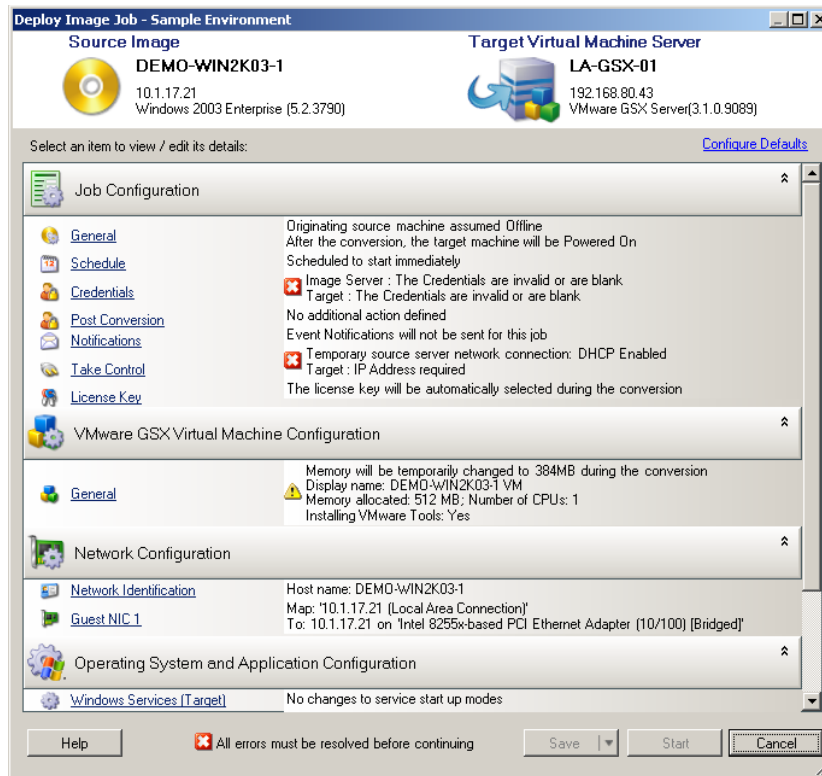 Deploy Image Job - Sample Environment
Source Image
DEMO-WIN2K03-1
10.1.17.21
Windows 2003 Enterprise (5.2.3790)
Target Virtual Machine Server
LA-GSX-01
192.168.80.43
VMware GSX Server(3.1.0.9089)
Select an item to view / edit its details:
Configure Defaults
Job Configuration
General
Originating source machine assumed Offline
After the conversion, the target machine will be Powered On
Schedule
Scheduled to start immediately
Credentials
Image Server : The Credentials are invalid or are blank
Target : The Credentials are invalid or are blank
Post Conversion
No additional action defined
Notifications
Event Notifications will not be sent for this job
Take Control
Temporary source server network connection: DHCP Enabled
Target : IP Address required
License Key
The license key will be automatically selected during the conversion
VMware GSX Virtual Machine Configuration
General
Memory will be temporarily changed to 384MB during the conversion
Display name: DEMO-WIN2K03-1 VM
Memory allocated: 512 MB; Number of CPUs: 1
Installing VMware Tools: Yes
Network Configuration
Network Identification
Host name: DEMO-WIN2K03-1
Guest NIC 1
Map: '10.1.17.21 (Local Area Connection)'
To: 10.1.17.21 on 'Intel 8255x-based PCI Ethernet Adapter (10/100) [Bridged]'
Operating System and Application Configuration
Windows Services (Target)
No changes to service start up modes
Help
All errors must be resolved before continuing
Save
Start
Cancel